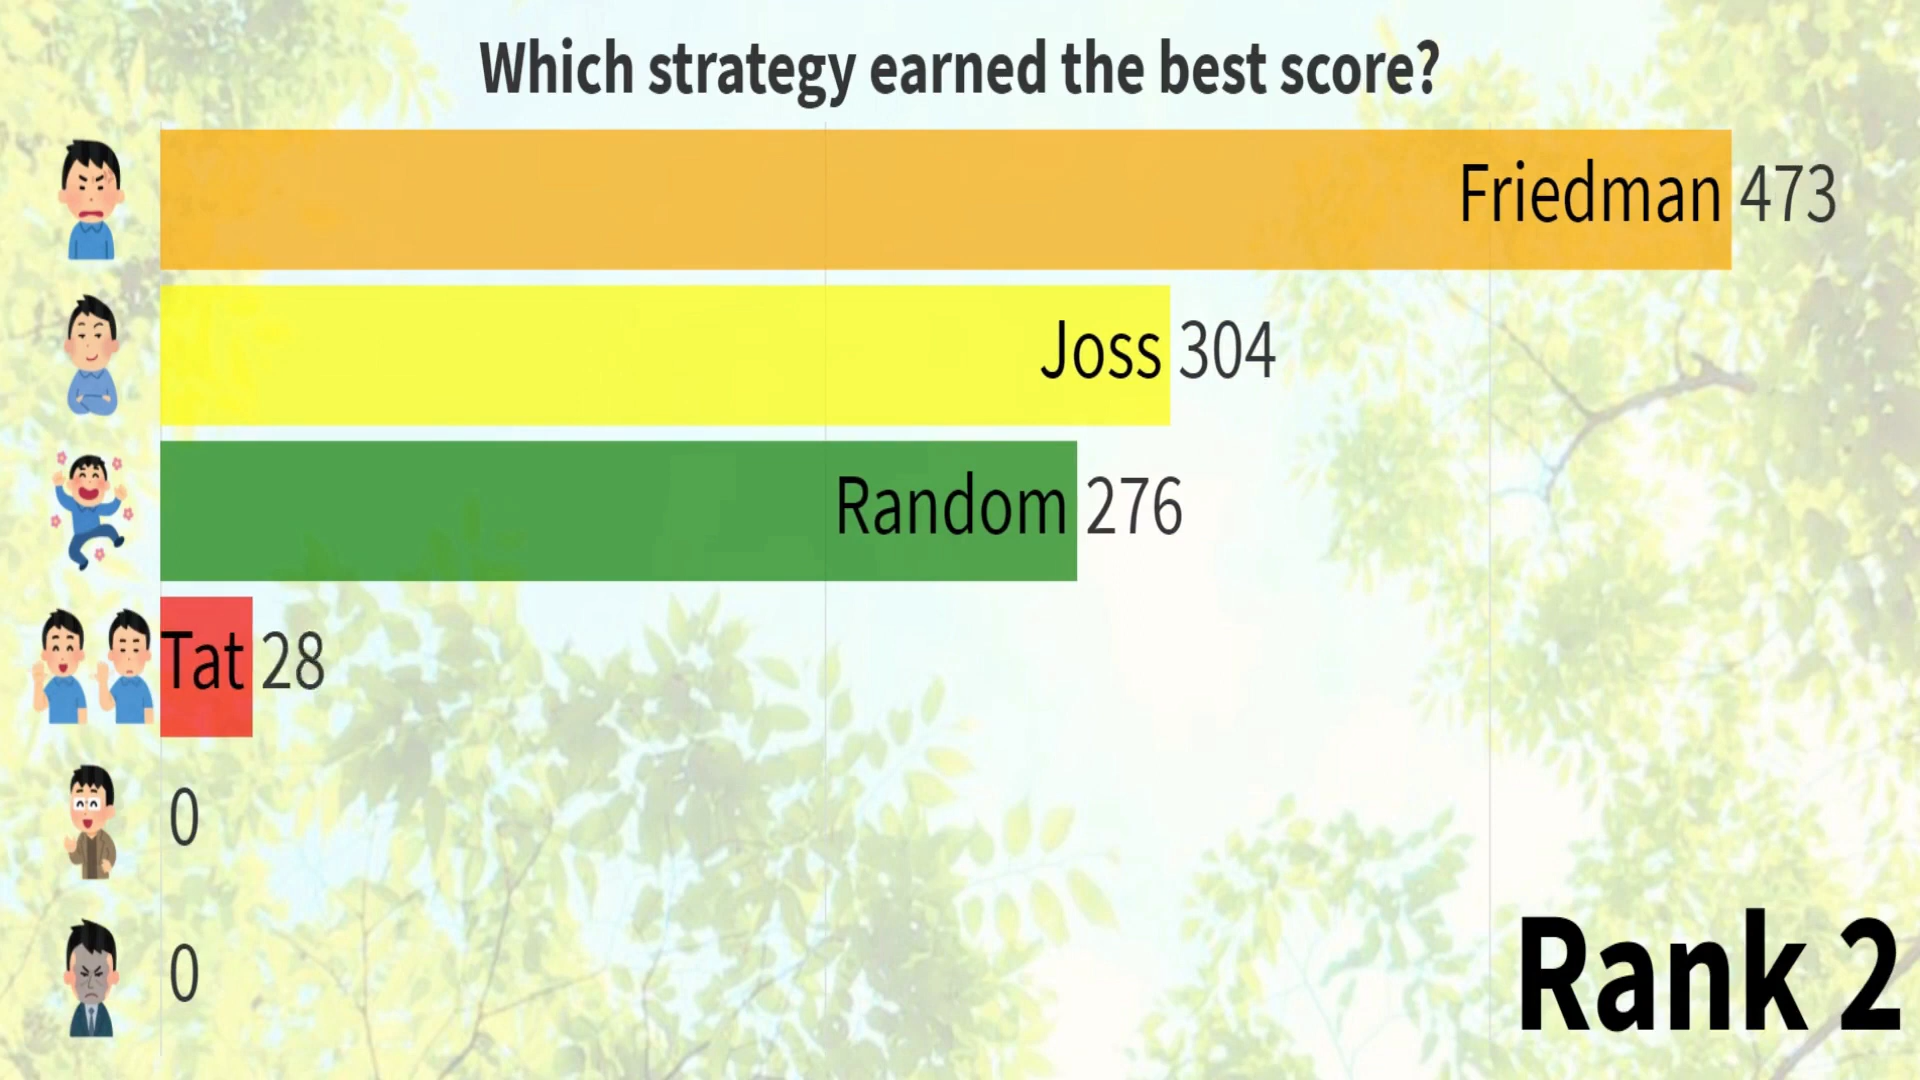 Which strategy earned the best score?
Friedman 473
Joss 304
Random 276
Tat 28
0
0
Rank 2